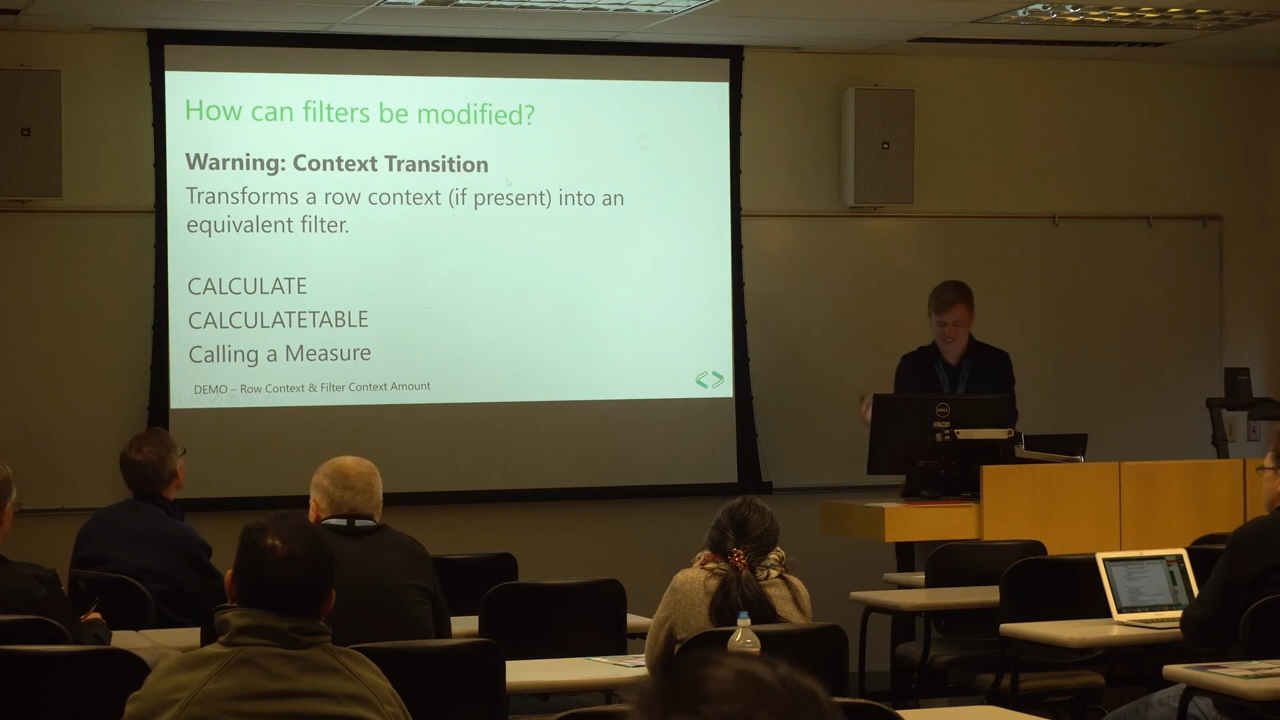 How can filters be modified?
Warning: Context Transition
Transforms a row context (if present) into an
equivalent filter.
CALCULATE
CALCULATETABLE
Calling a Measure
DEMO – Row Context & Filter Context Amount
DELL